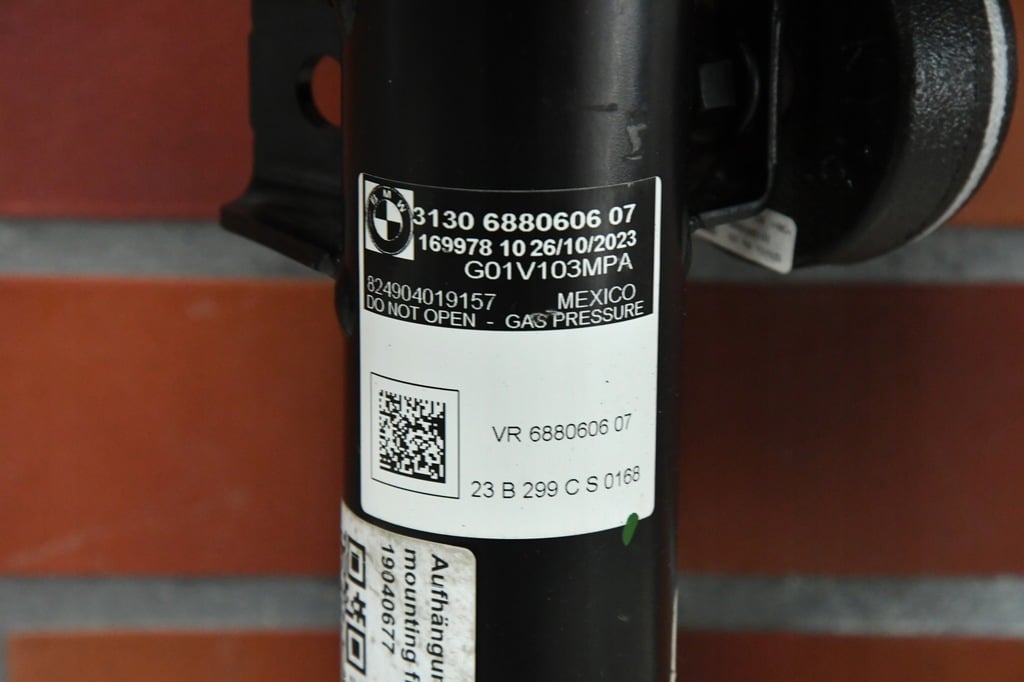 BMW
3130 6880606 07
169978 10 26/10/2023
G01V103MPA
824904019157 MEXICO
DO NOT OPEN - GAS PRESSURE
VR 6880606 07
23 B 299 C S 0168
mounting
19040677